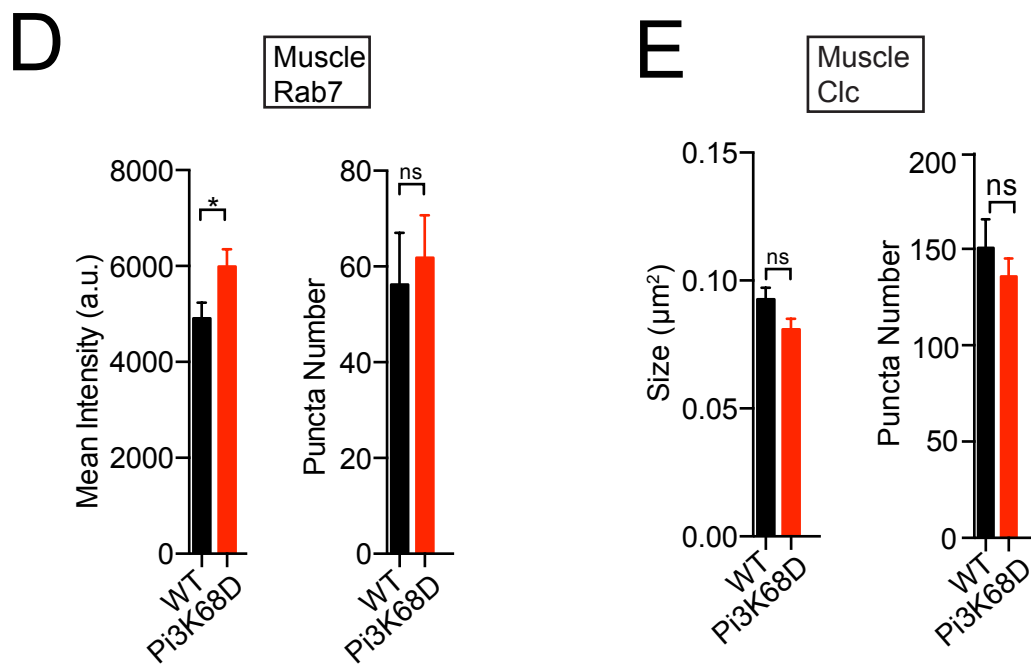 D
Muscle
Rab7
Mean Intensity (a.u.)
8000
6000
4000
2000
0
*
WT
Pi3K68D
Puncta Number
80
60
40
20
0
ns
WT
Pi3K68D
E
Muscle
Clc
Size (µm²)
0.15
0.10
0.05
0.00
ns
WT
Pi3K68D
Puncta Number
200
150
100
50
0
ns
WT
Pi3K68D